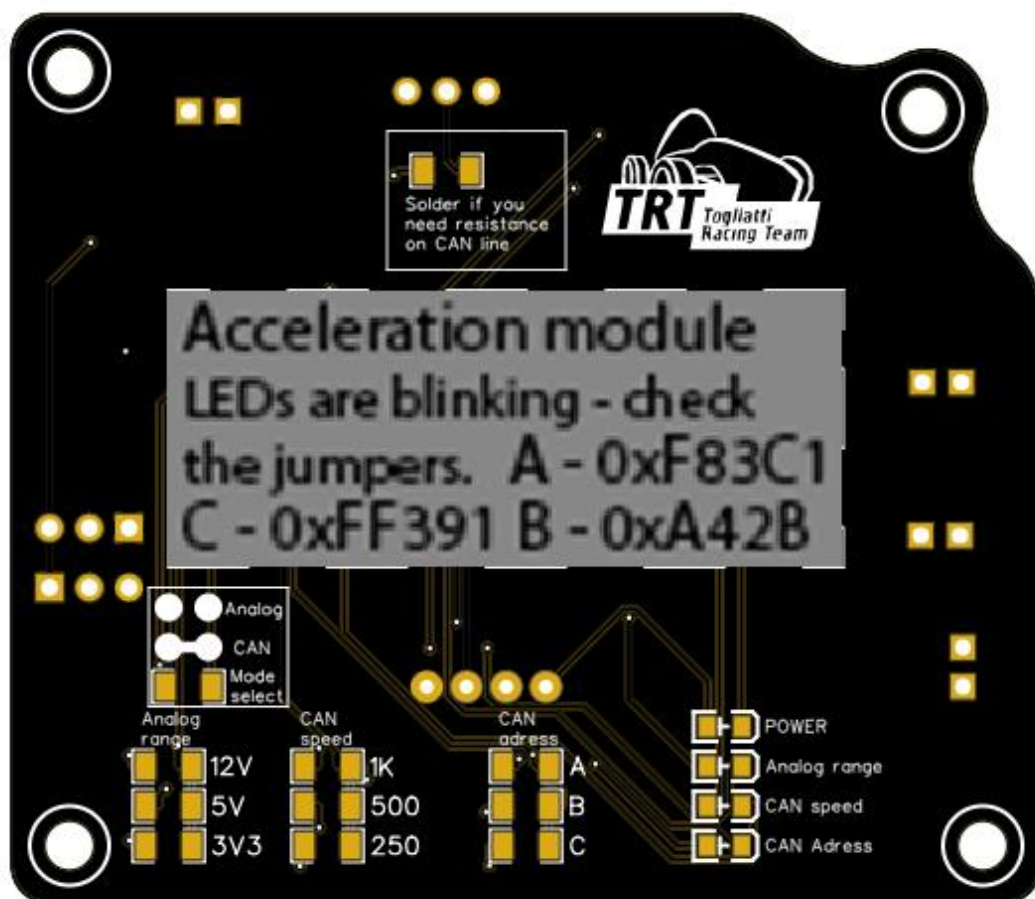 Solder if you
need resistance
on CAN line
TRT Togliatti
Racing Team
Acceleration module
LEDs are blinking - check
the jumpers. A - 0xF83C1
C - 0xFF391 B - 0xA42B
Analog
CAN
Mode
select
Analog
range
12V
5V
3V3
CAN
speed
1K
500
250
CAN
adress
A
B
C
POWER
Analog range
CAN speed
CAN Adress